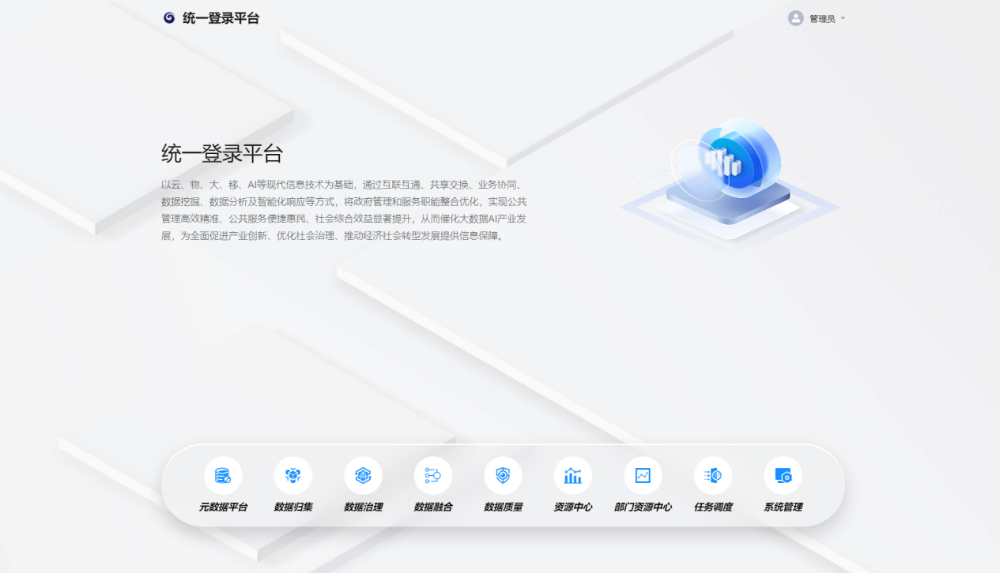 统一登录平台
管理员
统一登录平台
以云、物、大、移、AI等现代信息技术为基础，通过互联互通、共享交换、业务协同、
数据挖掘、数据分析及智能化响应等方式，将政府管理和服务职能整合优化，实现公共
管理高效精准、公共服务便捷惠民、社会综合效益显著提升，从而催化大数据AI产业发
展，为全面促进产业创新、优化社会治理、推动经济社会转型发展提供信息保障。
元数据平台
数据归集
数据治理
数据融合
数据质量
资源中心
部门资源中心
任务调度
系统管理